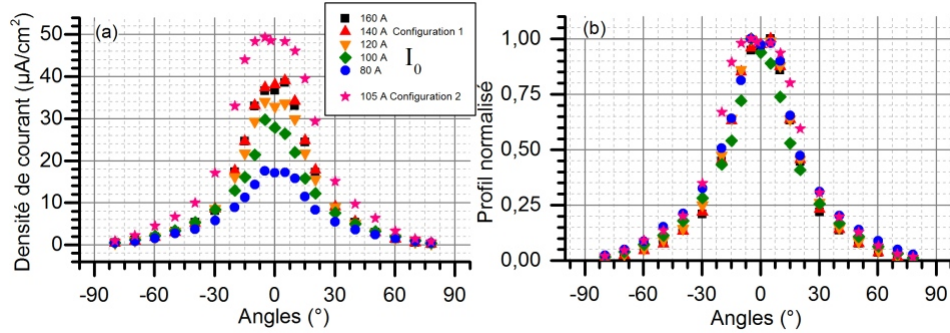 (a)
Densité de courant (µA/cm²)
50
40
30
20
10
0
-90 -60 -30 0 30 60 90
Angles (°)
160 A
140 A Configuration 1
120 A
100 A
80 A
I0
105 A Configuration 2
(b)
Profil normalisé
1,00
0,75
0,50
0,25
0,00
-90 -60 -30 0 30 60 90
Angles (°)